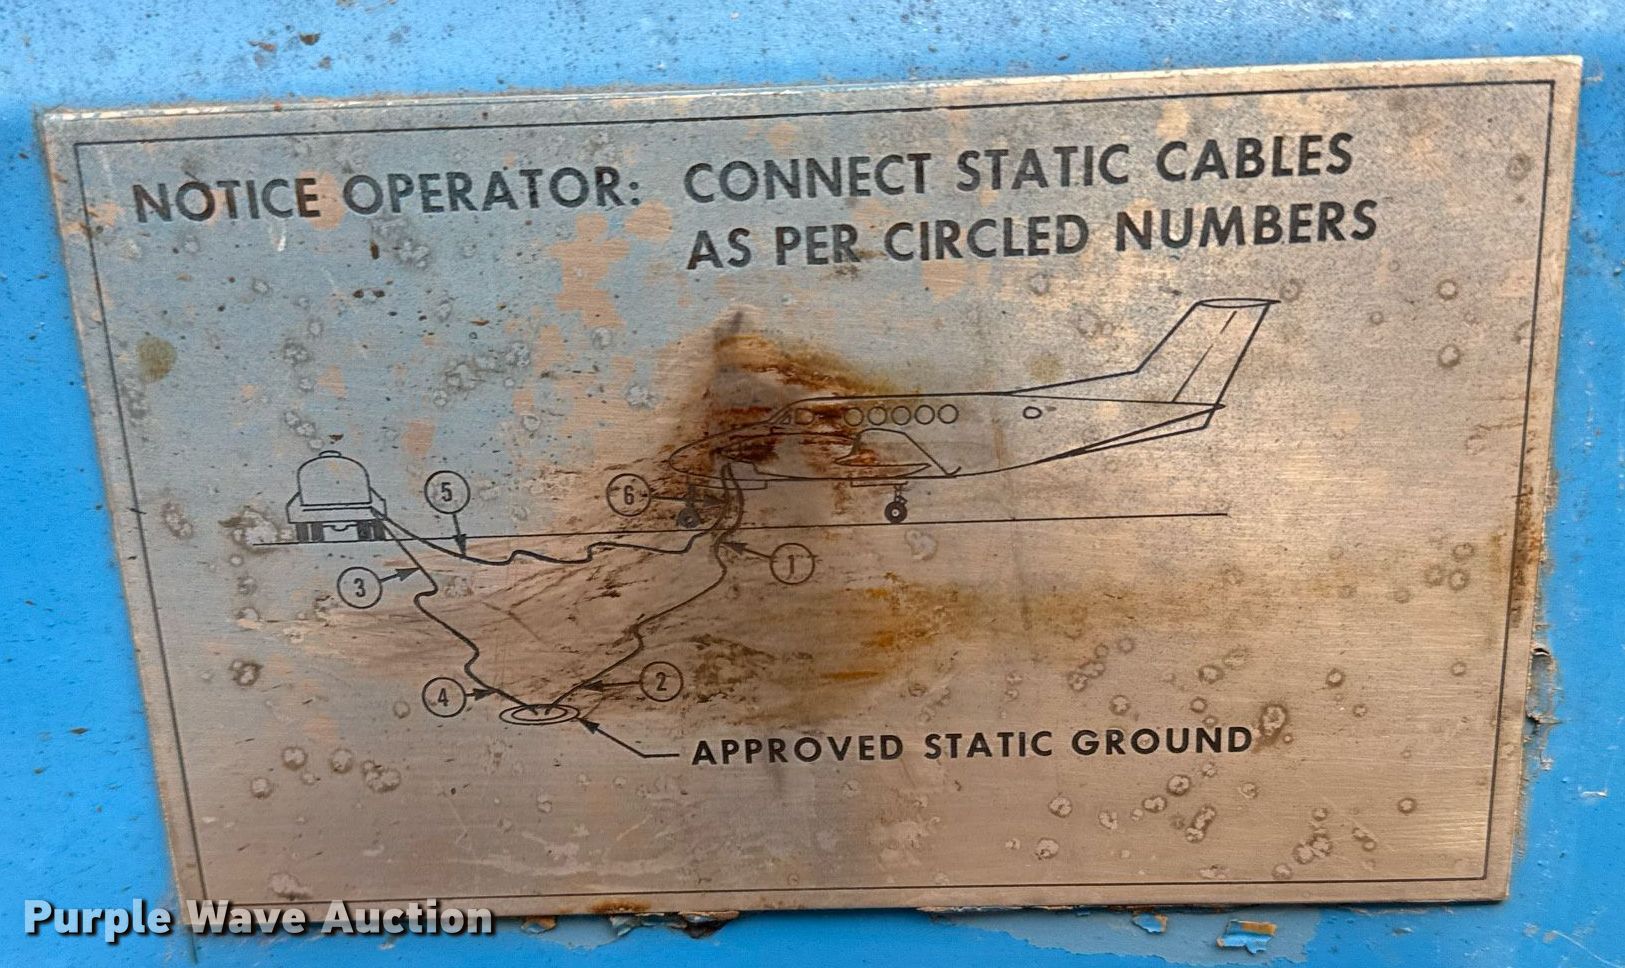 NOTICE OPERATOR: CONNECT STATIC CABLES
AS PER CIRCLED NUMBERS
5
6
1
3
2
4
APPROVED STATIC GROUND
Purple Wave Auction